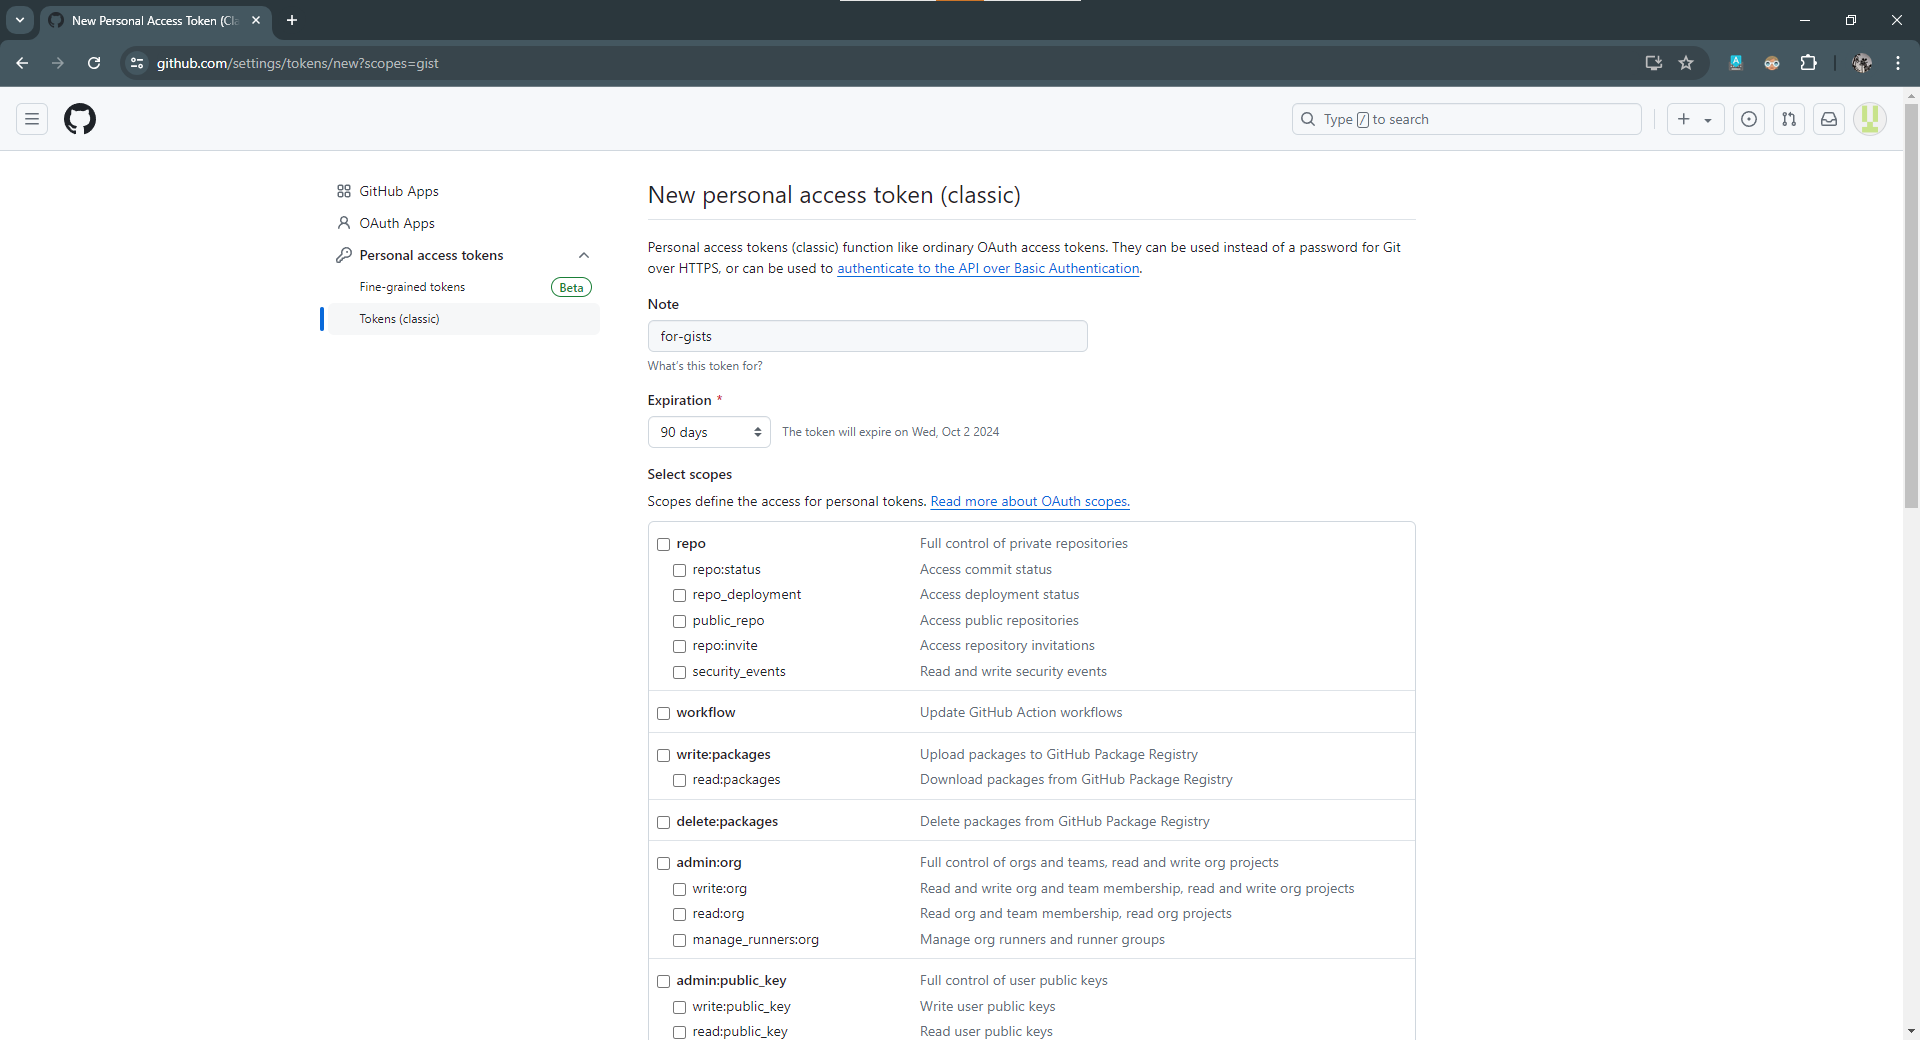 New Personal Access Token (Cla
github.com/settings/tokens/new?scopes=gist
Type / to search
GitHub Apps
OAuth Apps
Personal access tokens
Fine-grained tokens Beta
Tokens (classic)
New personal access token (classic)
Personal access tokens (classic) function like ordinary OAuth access tokens. They can be used instead of a password for Git
over HTTPS, or can be used to authenticate to the API over Basic Authentication.
Note
for-gists
What's this token for?
Expiration *
90 days The token will expire on Wed, Oct 2 2024
Select scopes
Scopes define the access for personal tokens. Read more about OAuth scopes.
repo Full control of private repositories
repo:status Access commit status
repo_deployment Access deployment status
public_repo Access public repositories
repo:invite Access repository invitations
security_events Read and write security events
workflow Update GitHub Action workflows
write:packages Upload packages to GitHub Package Registry
read:packages Download packages from GitHub Package Registry
delete:packages Delete packages from GitHub Package Registry
admin:org Full control of orgs and teams, read and write org projects
write:org Read and write org and team membership, read and write org projects
read:org Read org and team membership, read org projects
manage_runners:org Manage org runners and runner groups
admin:public_key Full control of user public keys
write:public_key Write user public keys
read:public_key Read user public keys